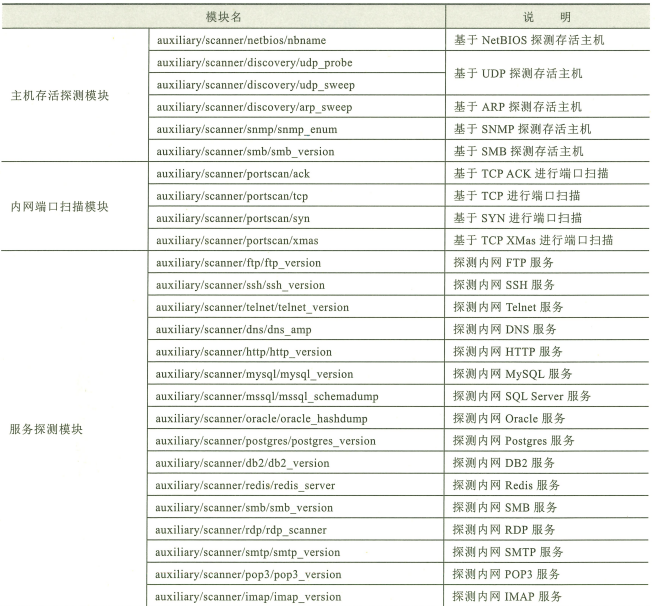 模块名 说 明
主机存活探测模块
auxiliary/scanner/netbios/nbname 基于 NetBIOS 探测存活主机
auxiliary/scanner/discovery/udp_probe
基于 UDP 探测存活主机
auxiliary/scanner/discovery/udp_sweep
auxiliary/scanner/discovery/arp_sweep 基于 ARP 探测存活主机
auxiliary/scanner/snmp/snmp_enum 基于 SNMP 探测存活主机
auxiliary/scanner/smb/smb_version 基于 SMB 探测存活主机
内网端口扫描模块
auxiliary/scanner/portscan/ack 基于 TCP ACK 进行端口扫描
auxiliary/scanner/portscan/tcp 基于 TCP 进行端口扫描
auxiliary/scanner/portscan/syn 基于 SYN 进行端口扫描
auxiliary/scanner/portscan/xmas 基于 TCP XMas 进行端口扫描
服务探测模块
auxiliary/scanner/ftp/ftp_version 探测内网 FTP 服务
auxiliary/scanner/ssh/ssh_version 探测内网 SSH 服务
auxiliary/scanner/telnet/telnet_version 探测内网 Telnet 服务
auxiliary/scanner/dns/dns_amp 探测内网 DNS 服务
auxiliary/scanner/http/http_version 探测内网 HTTP 服务
auxiliary/scanner/mysql/mysql_version 探测内网 MySQL 服务
auxiliary/scanner/mssql/mssql_schemadump 探测内网 SQL Server 服务
auxiliary/scanner/oracle/oracle_hashdump 探测内网 Oracle 服务
auxiliary/scanner/postgres/postgres_version 探测内网 Postgres 服务
auxiliary/scanner/db2/db2_version 探测内网 DB2 服务
auxiliary/scanner/redis/redis_server 探测内网 Redis 服务
auxiliary/scanner/smb/smb_version 探测内网 SMB 服务
auxiliary/scanner/rdp/rdp_scanner 探测内网 RDP 服务
auxiliary/scanner/smtp/smtp_version 探测内网 SMTP 服务
auxiliary/scanner/pop3/pop3_version 探测内网 POP3 服务
auxiliary/scanner/imap/imap_version 探测内网 IMAP 服务